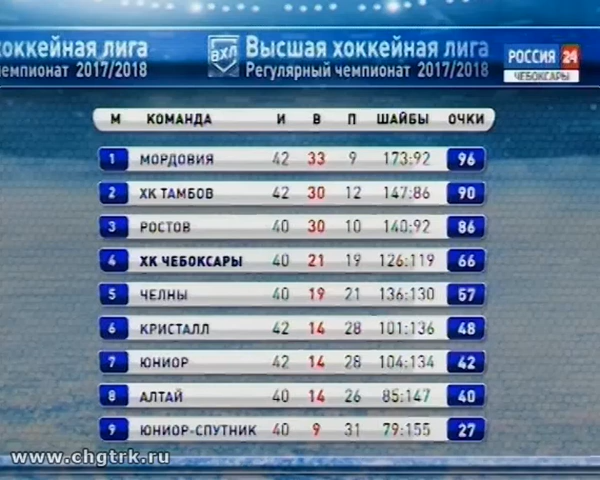 хоккейная лига
чемпионат 2017/2018
ВХЛ
Высшая хоккейная лига
Регулярный чемпионат 2017/2018
РОССИЯ 24
ЧЕБОКСАРЫ
М КОМАНДА И В П ШАЙБЫ ОЧКИ
1 МОРДОВИЯ 42 33 9 173:92 96
2 ХК ТАМБОВ 42 30 12 147:86 90
3 РОСТОВ 40 30 10 140:92 86
4 ХК ЧЕБОКСАРЫ 40 21 19 126:119 66
5 ЧЕЛНЫ 40 19 21 136:130 57
6 КРИСТАЛЛ 42 14 28 101:136 48
7 ЮНИОР 42 14 28 104:134 42
8 АЛТАЙ 40 14 26 85:147 40
9 ЮНИОР-СПУТНИК 40 9 31 79:155 27
www.chgtrk.ru